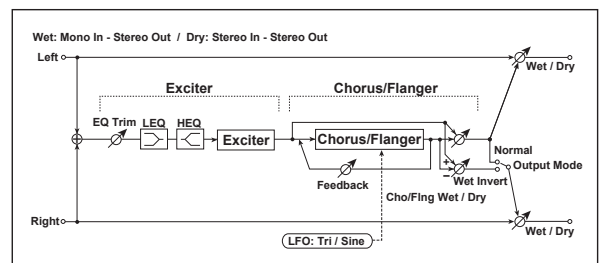 Wet: Mono In - Stereo Out / Dry: Stereo In - Stereo Out
Left
Wet / Dry
Exciter
Chorus/Flanger
EQ Trim
LEQ
HEQ
Exciter
Chorus/Flanger
Normal
Output Mode
+
−
Wet Invert
Feedback
Cho/Flng Wet / Dry
Right
Wet / Dry
LFO: Tri / Sine